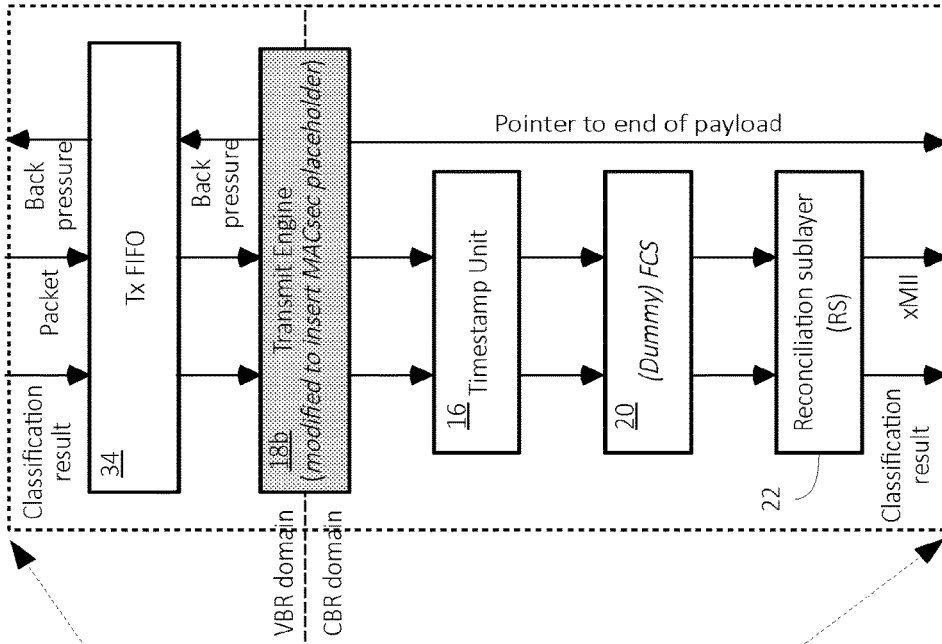 Classification
result
Packet
Back
pressure
34
Tx FIFO
Back
pressure
VBR domain
CBR domain
18b
Transmit Engine
(modified to insert MACsec placeholder)
Pointer to end of payload
16
Timestamp Unit
20
(Dummy) FCS
Reconciliation sublayer
(RS)
22
Classification
result
xMII